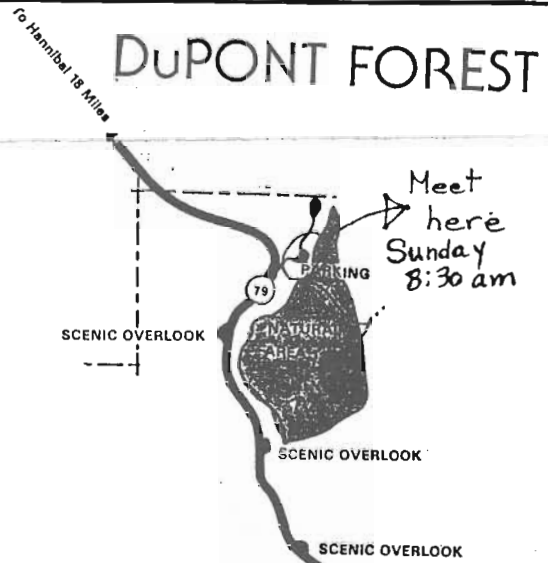 To Hannibal 18 Miles
DuPONT FOREST
Meet
here
Sunday
8:30 am
PARKING
79
SCENIC OVERLOOK
NATURAL
AREA
SCENIC OVERLOOK
SCENIC OVERLOOK